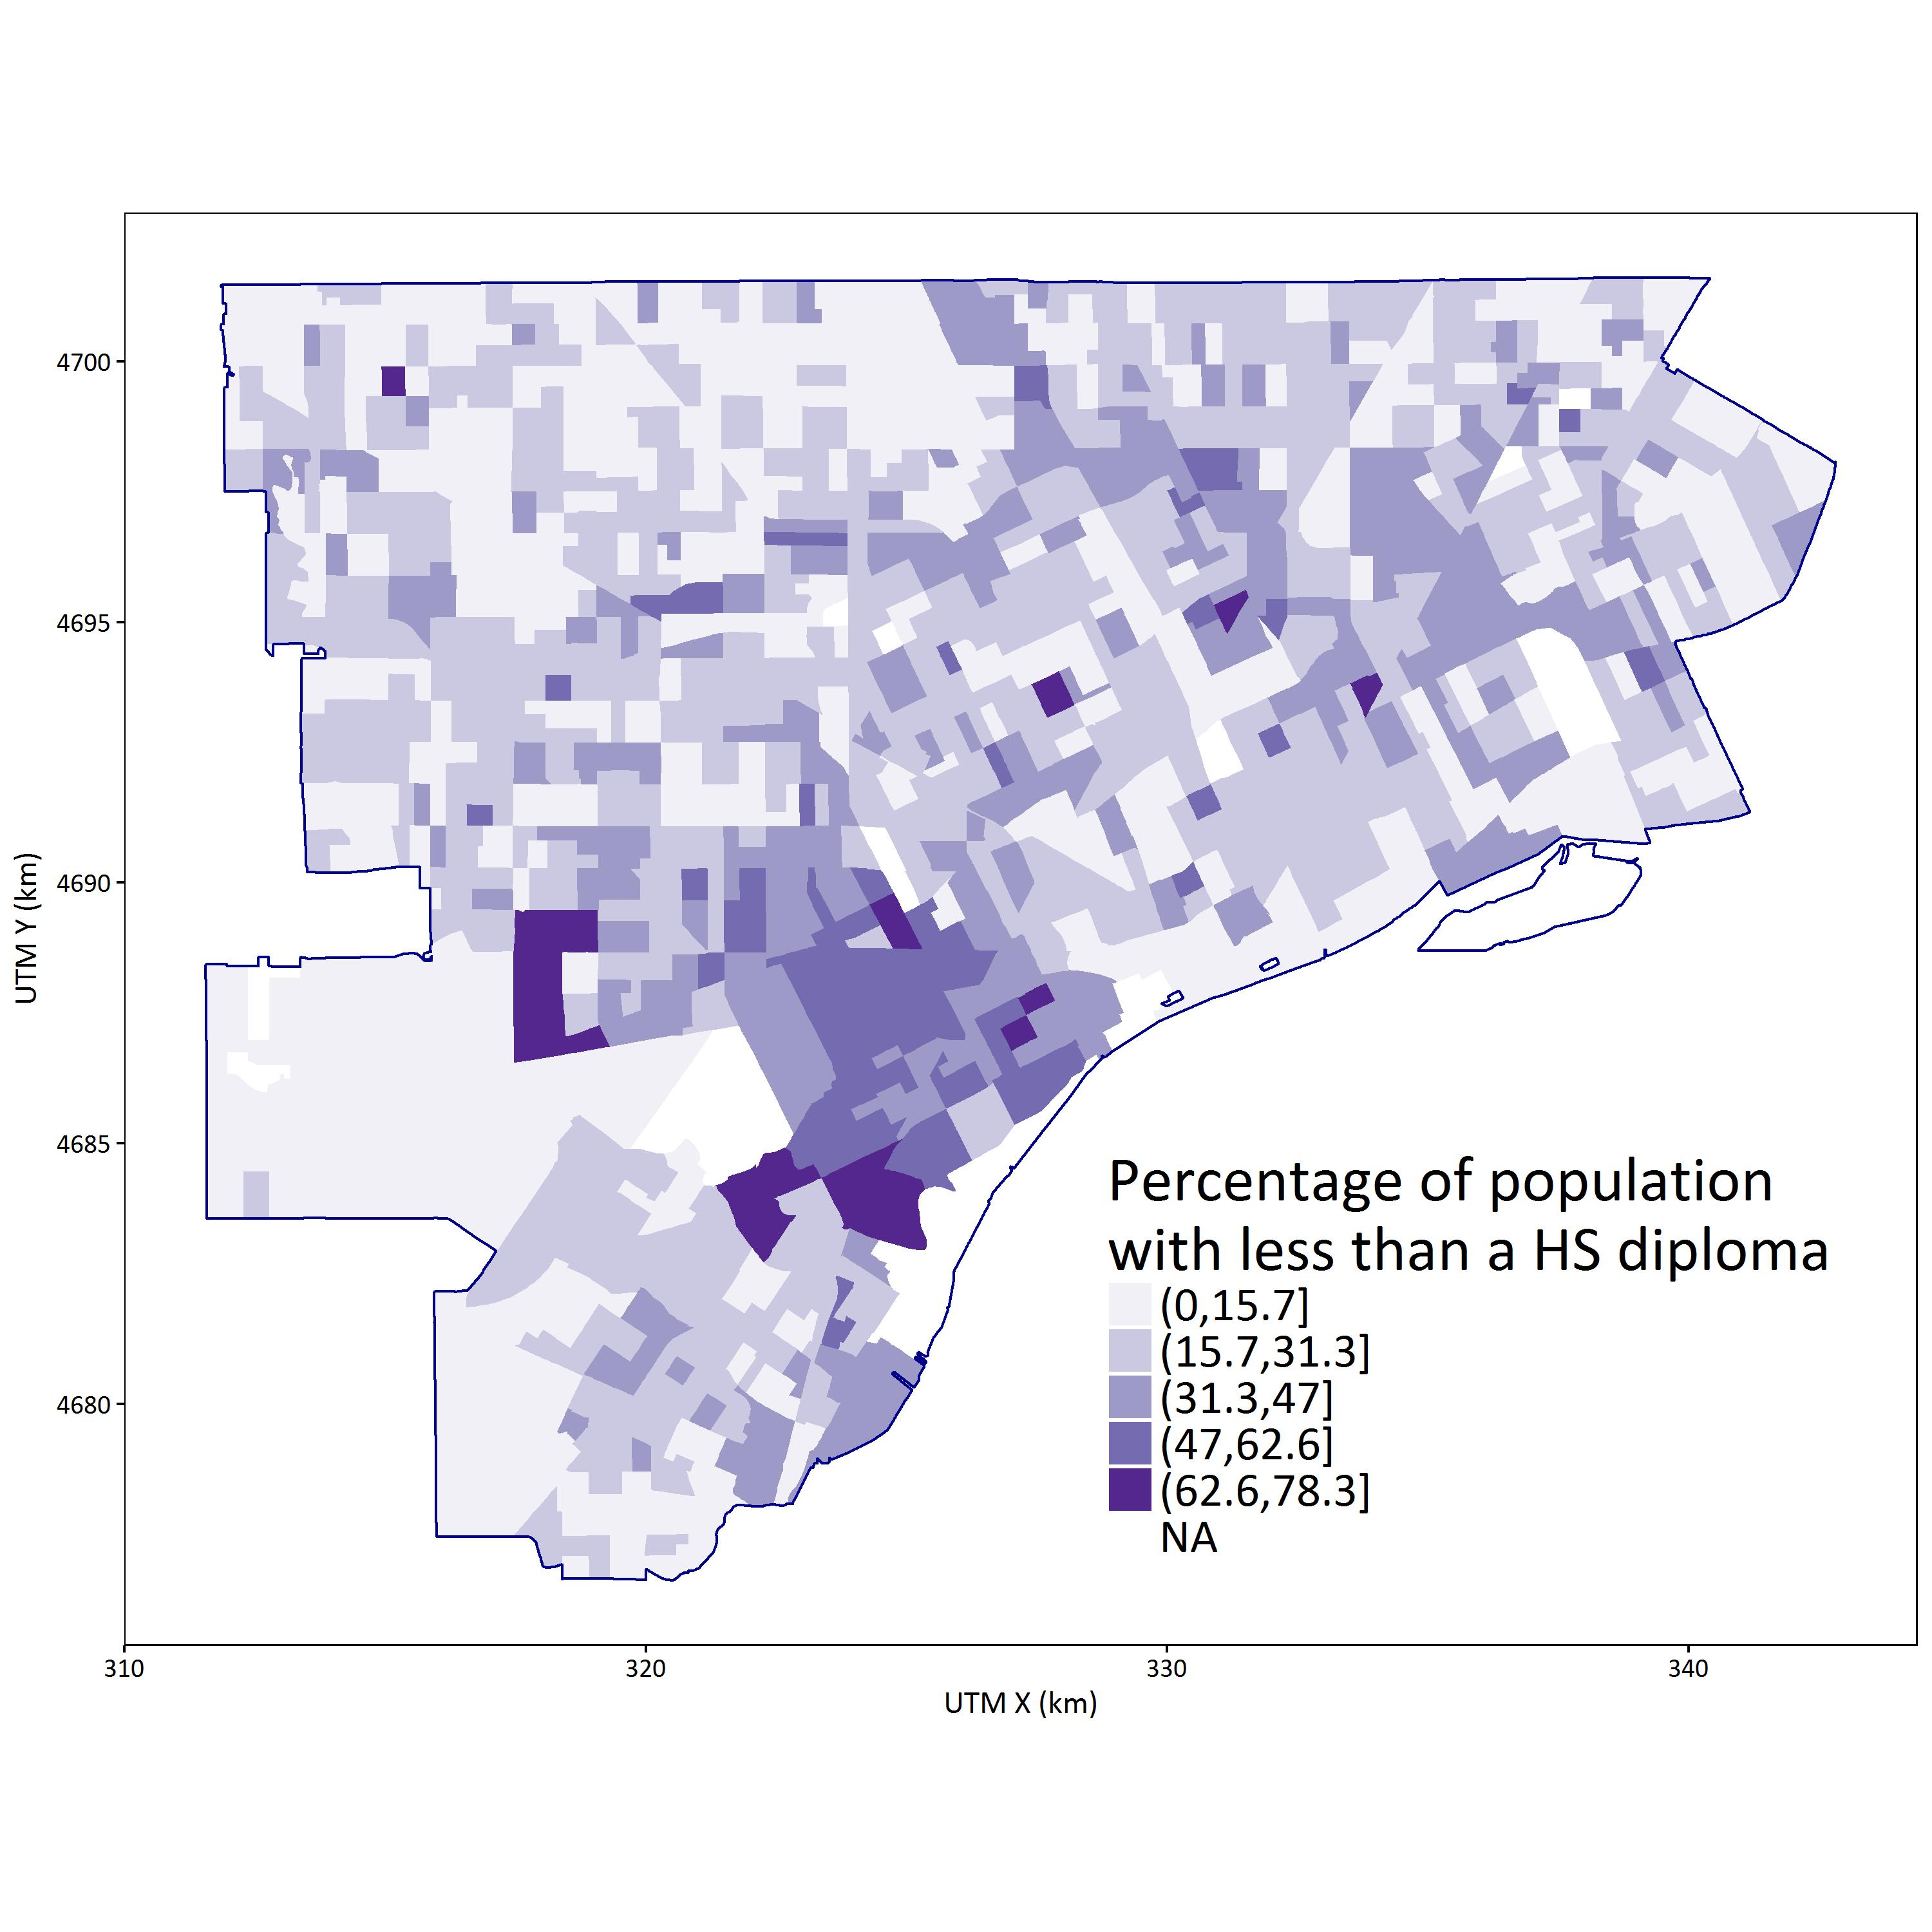 4700
4695
4690
4685
4680
UTM Y (km)
310
320
330
340
UTM X (km)
Percentage of population
with less than a HS diploma
(0,15.7]
(15.7,31.3]
(31.3,47]
(47,62.6]
(62.6,78.3]
NA